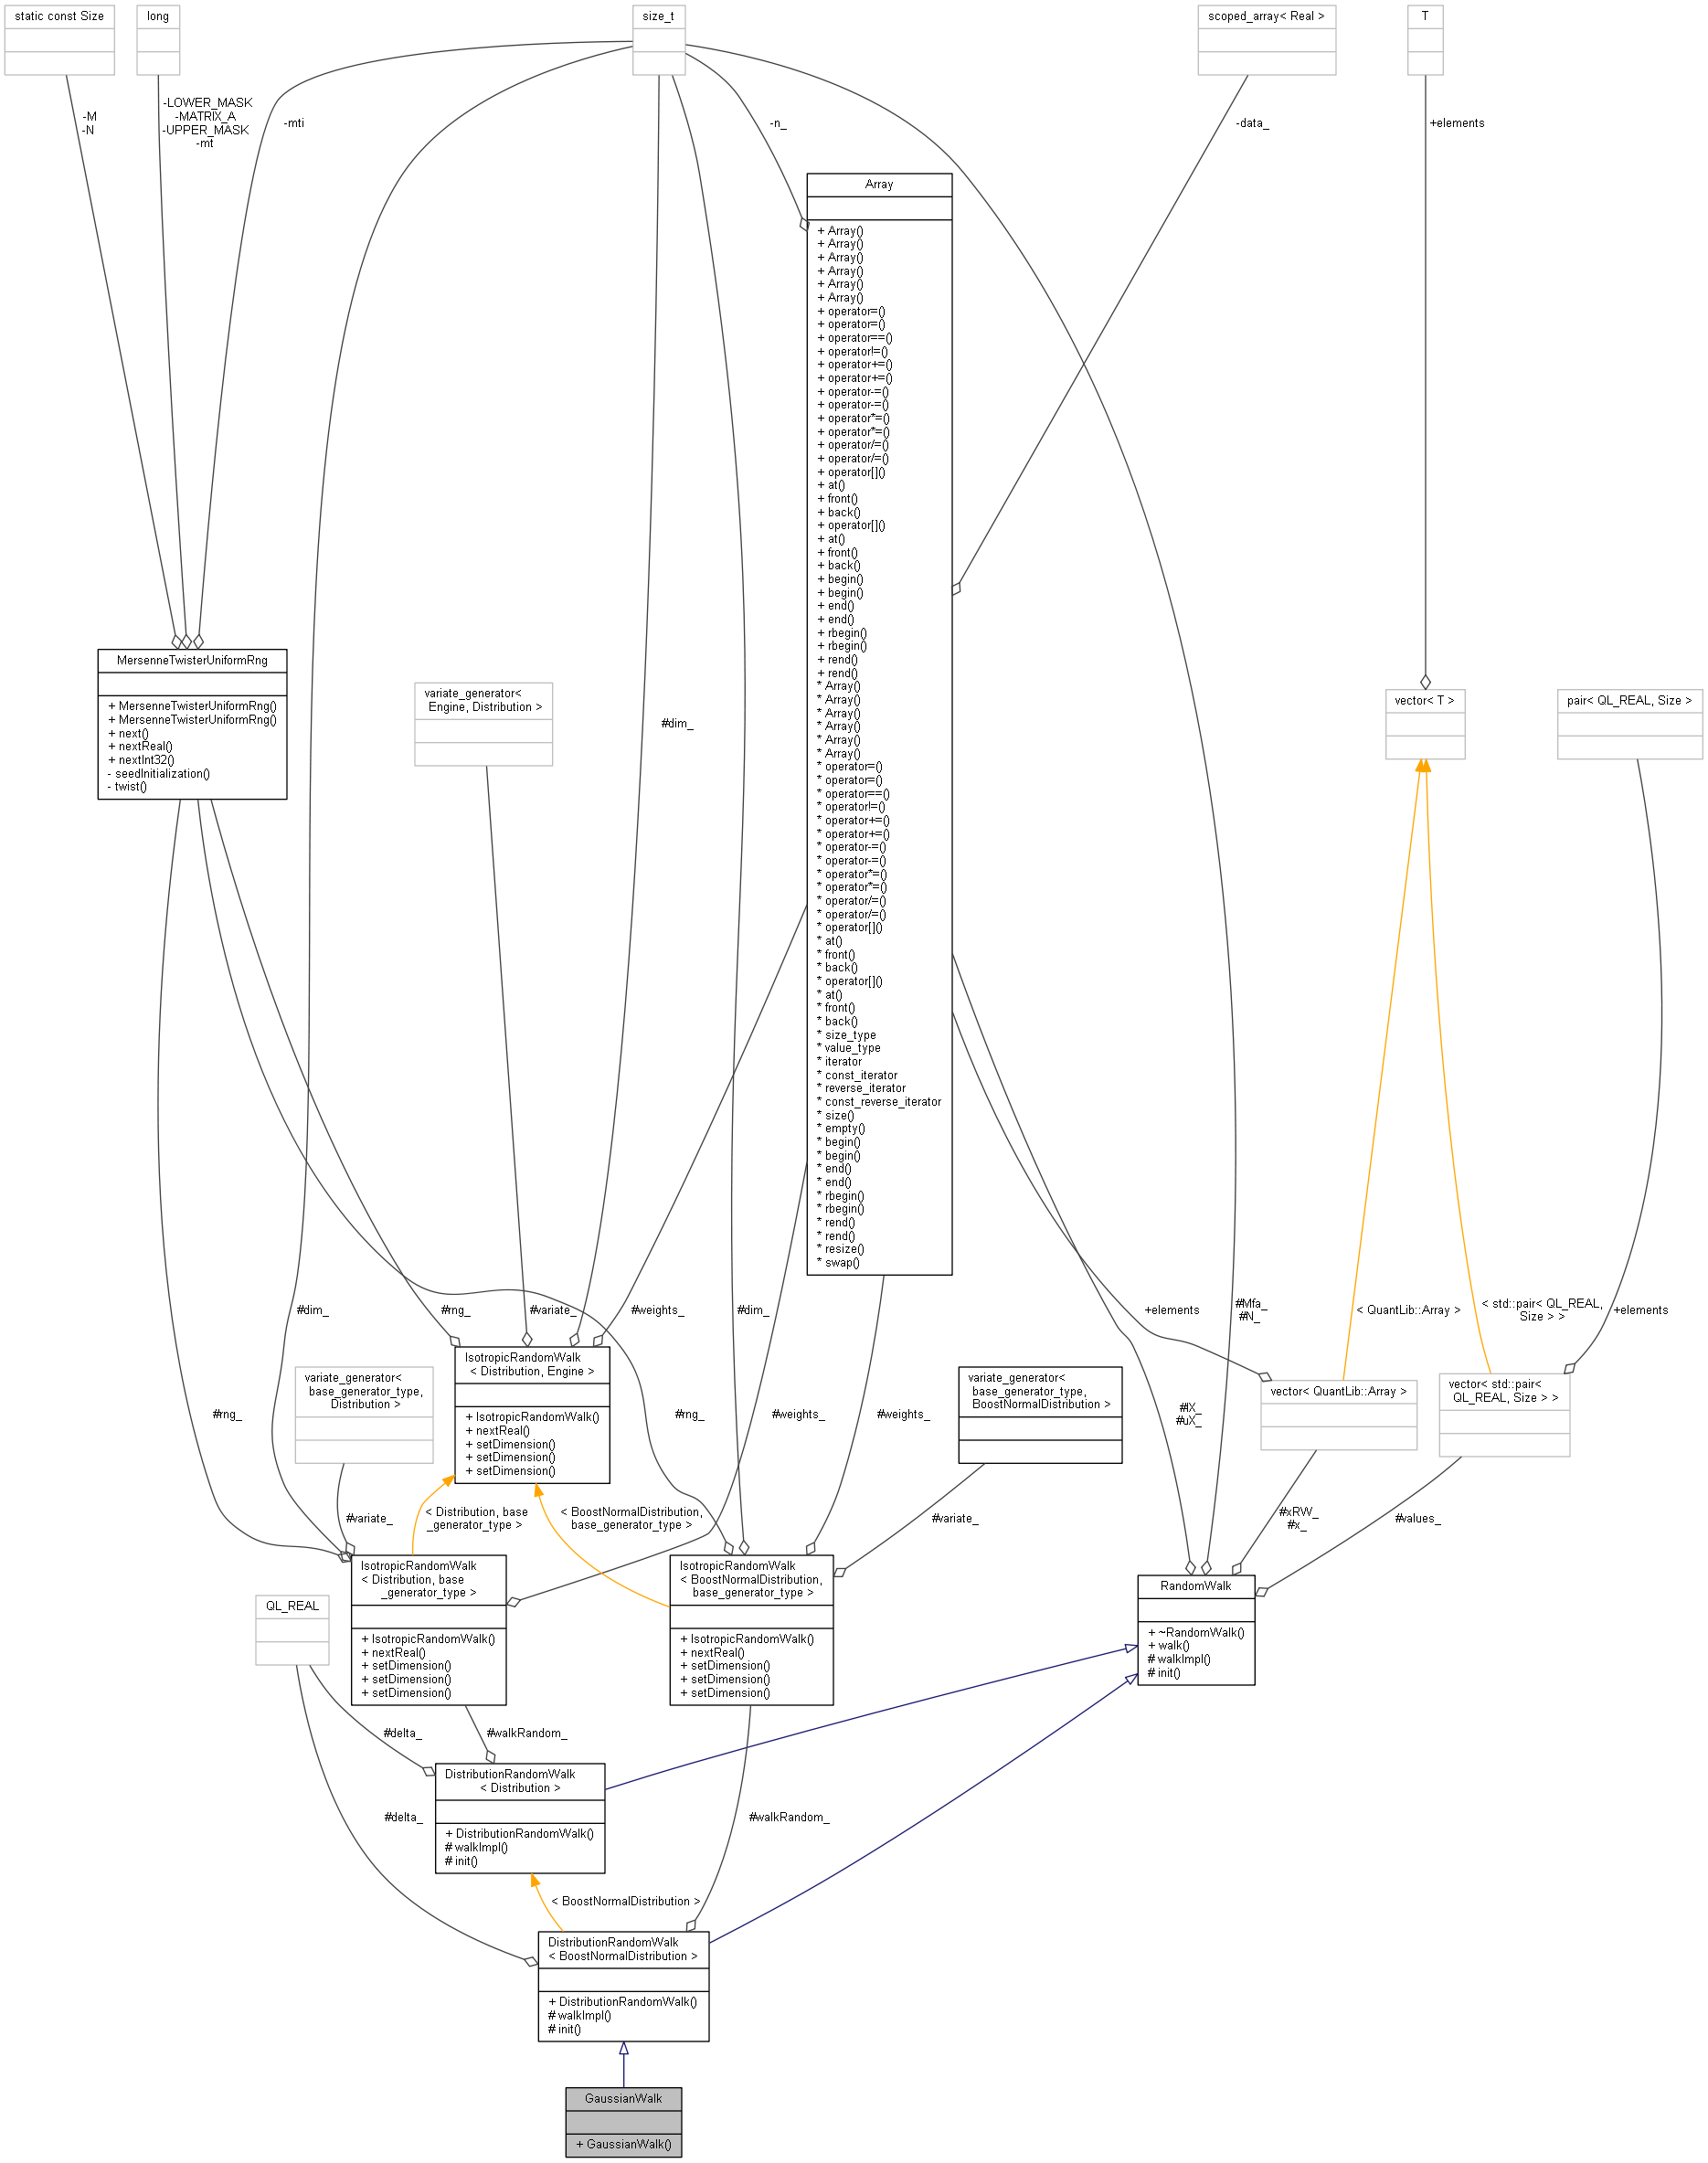 static const Size
long
size_t
scoped_array< Real >
T
-M
-N
-LOWER_MASK
-MATRIX_A
-UPPER_MASK
-mt
-mti
-n_
-data_
+elements
Array
+ Array()
+ Array()
+ Array()
+ Array()
+ Array()
+ Array()
+ operator=()
+ operator=()
+ operator==()
+ operator!=()
+ operator+=()
+ operator+=()
+ operator-=()
+ operator-=()
+ operator*=()
+ operator*=()
+ operator/=()
+ operator/=()
+ operator[]()
+ at()
+ front()
+ back()
+ operator[]()
+ at()
+ front()
+ back()
+ begin()
+ begin()
+ end()
+ end()
+ rbegin()
+ rbegin()
+ rend()
+ rend()
* Array()
* Array()
* Array()
* Array()
* Array()
* Array()
* operator=()
* operator=()
* operator==()
* operator!=()
* operator+=()
* operator+=()
* operator-=()
* operator-=()
* operator*=()
* operator*=()
* operator/=()
* operator/=()
* operator[]()
* at()
* front()
* back()
* operator[]()
* at()
* front()
* back()
* size_type
* value_type
* iterator
* const_iterator
* reverse_iterator
* const_reverse_iterator
* size()
* empty()
* begin()
* begin()
* end()
* end()
* rbegin()
* rbegin()
* rend()
* rend()
* resize()
* swap()
MersenneTwisterUniformRng
+ MersenneTwisterUniformRng()
+ MersenneTwisterUniformRng()
+ next()
+ nextReal()
+ nextInt32()
- seedInitialization()
- twist()
variate_generator<
Engine, Distribution >
#dim_
vector< T >
pair< QL_REAL, Size >
#dim_
#rng_
#variate_
#weights_
#dim_
+elements
#Mfa_
#N_
< QuantLib::Array >
< std::pair< QL_REAL,
Size > >
+elements
variate_generator<
base_generator_type,
Distribution >
IsotropicRandomWalk
< Distribution, Engine >
+ IsotropicRandomWalk()
+ nextReal()
+ setDimension()
+ setDimension()
+ setDimension()
variate_generator<
base_generator_type,
BoostNormalDistribution >
vector< QuantLib::Array >
vector< std::pair<
QL_REAL, Size > >
#rng_
#rng_
#weights_
#weights_
#lX_
#uX_
#variate_
< Distribution, base
_generator_type >
< BoostNormalDistribution,
base_generator_type >
#variate_
#xRW_
#x_
#values_
QL_REAL
IsotropicRandomWalk
< Distribution, base
_generator_type >
+ IsotropicRandomWalk()
+ nextReal()
+ setDimension()
+ setDimension()
+ setDimension()
IsotropicRandomWalk
< BoostNormalDistribution,
base_generator_type >
+ IsotropicRandomWalk()
+ nextReal()
+ setDimension()
+ setDimension()
+ setDimension()
RandomWalk
+ ~RandomWalk()
+ walk()
# walkImpl()
# init()
#delta_
#walkRandom_
DistributionRandomWalk
< Distribution >
+ DistributionRandomWalk()
# walkImpl()
# init()
#delta_
#walkRandom_
< BoostNormalDistribution >
DistributionRandomWalk
< BoostNormalDistribution >
+ DistributionRandomWalk()
# walkImpl()
# init()
GaussianWalk
+ GaussianWalk()